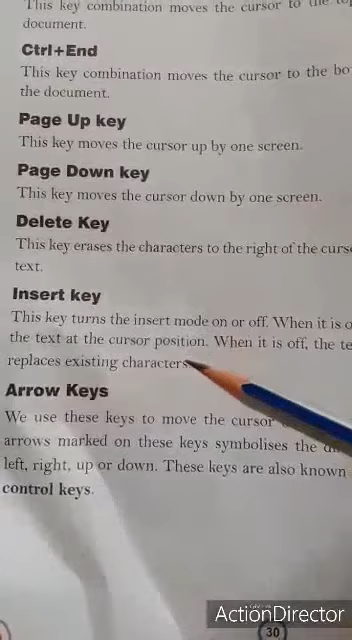 This key combination moves the cursor to the
document.
Ctrl+End
This key combination moves the cursor to the
the document.
Page Up key
This key moves the cursor up by one screen.
Page Down key
This key moves the cursor down by one screen.
Delete Key
This key erases the characters to the right of the
text.
Insert key
This key turns the insert mode on or off. When it is
the text at the cursor position. When it is off, the
replaces existing characters
Arrow Keys
We use these keys to move the cursor
arrows marked on these keys symbolises the
left, right, up or down. These keys are also known
control keys.
ActionDirector
30